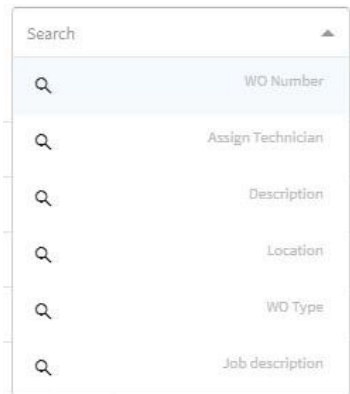 Search
WO Number
Assign Technician
Description
Location
WO Type
Job description